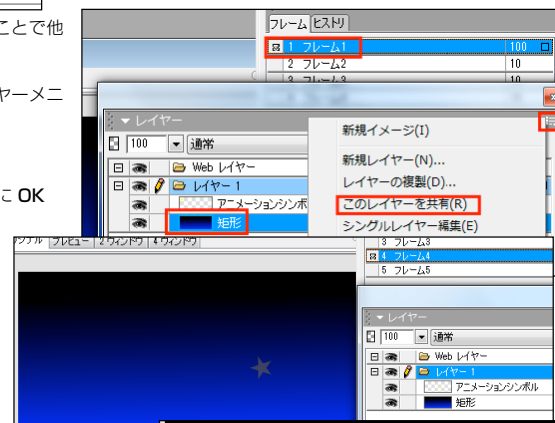 ことで他
ヤーメニ
に OK
フレーム ヒストリ
1 フレーム1 100
2 フレーム2 10
3 フレーム3 10
レイヤー
100 通常
Web レイヤー
レイヤー 1
アニメーションシンボ
矩形
新規イメージ(I)
新規レイヤー(N)...
レイヤーの複製(D)...
このレイヤーを共有(R)
シングルレイヤー編集(E)
プレビュー 2ウィンドウ 4ウィンドウ
3 フレーム3
4 フレーム4
5 フレーム5
レイヤー
100 通常
Web レイヤー
レイヤー 1
アニメーションシンボル
矩形